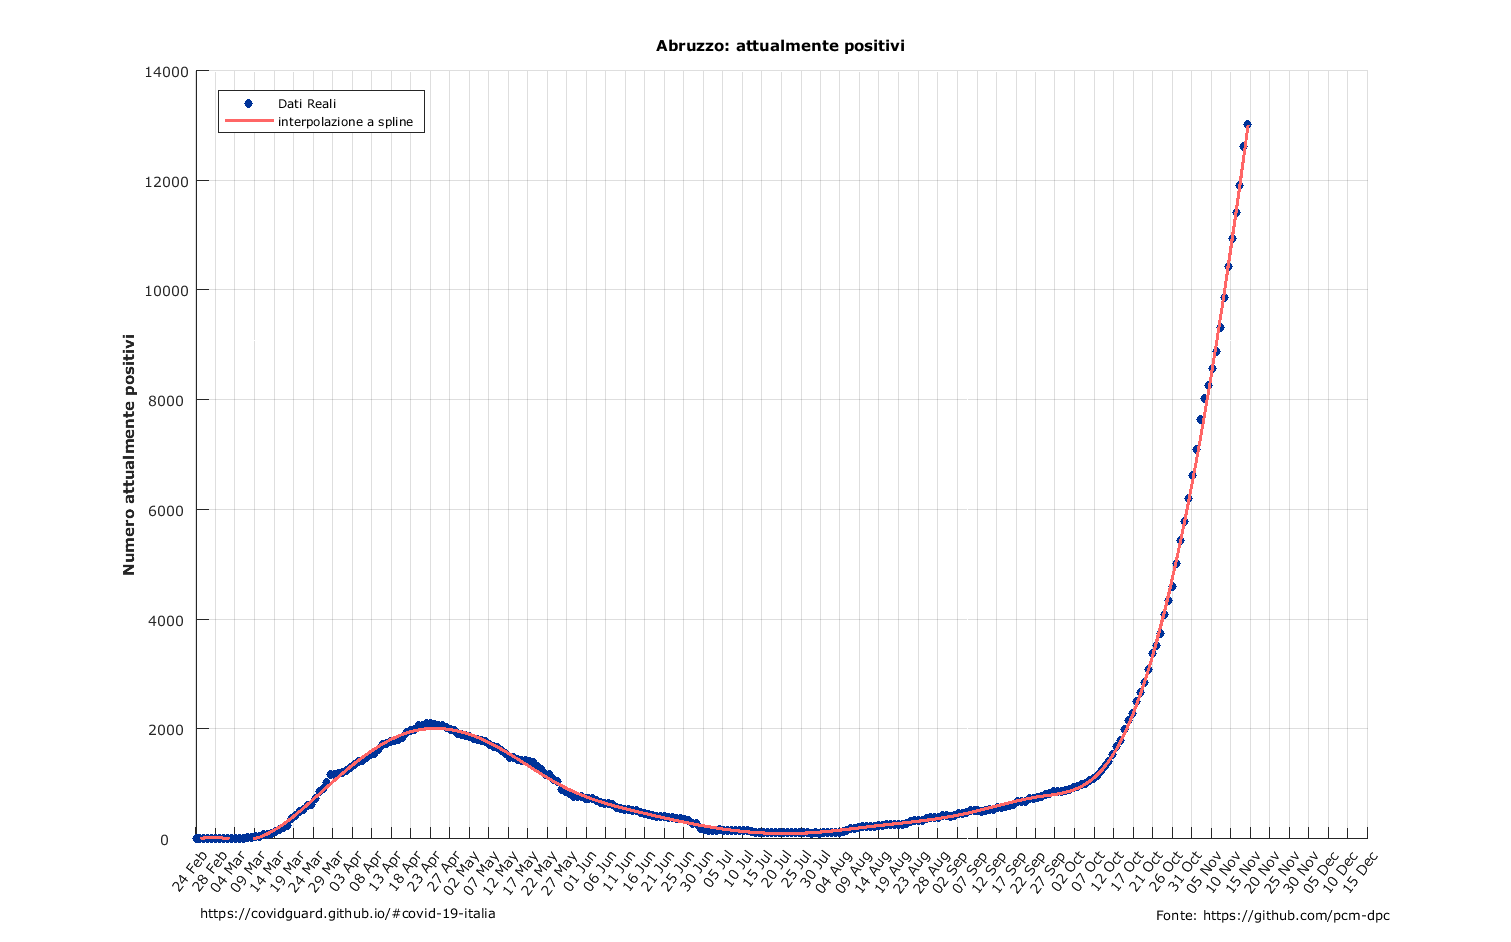 Abruzzo: attualmente positivi
Dati Reali
interpolazione a spline
Numero attualmente positivi
14000
12000
10000
8000
6000
4000
2000
0
24 Feb
28 Feb
04 Mar
09 Mar
14 Mar
19 Mar
24 Mar
29 Mar
03 Apr
08 Apr
13 Apr
18 Apr
23 Apr
27 Apr
02 May
07 May
12 May
17 May
22 May
27 May
01 Jun
06 Jun
11 Jun
16 Jun
21 Jun
25 Jun
30 Jun
05 Jul
10 Jul
15 Jul
20 Jul
25 Jul
30 Jul
04 Aug
09 Aug
14 Aug
19 Aug
23 Aug
28 Aug
02 Sep
07 Sep
12 Sep
17 Sep
22 Sep
27 Sep
02 Oct
07 Oct
12 Oct
17 Oct
21 Oct
26 Oct
31 Oct
05 Nov
10 Nov
15 Nov
20 Nov
25 Nov
30 Nov
05 Dec
10 Dec
15 Dec
https://covidguard.github.io/#covid-19-italia
Fonte: https://github.com/pcm-dpc